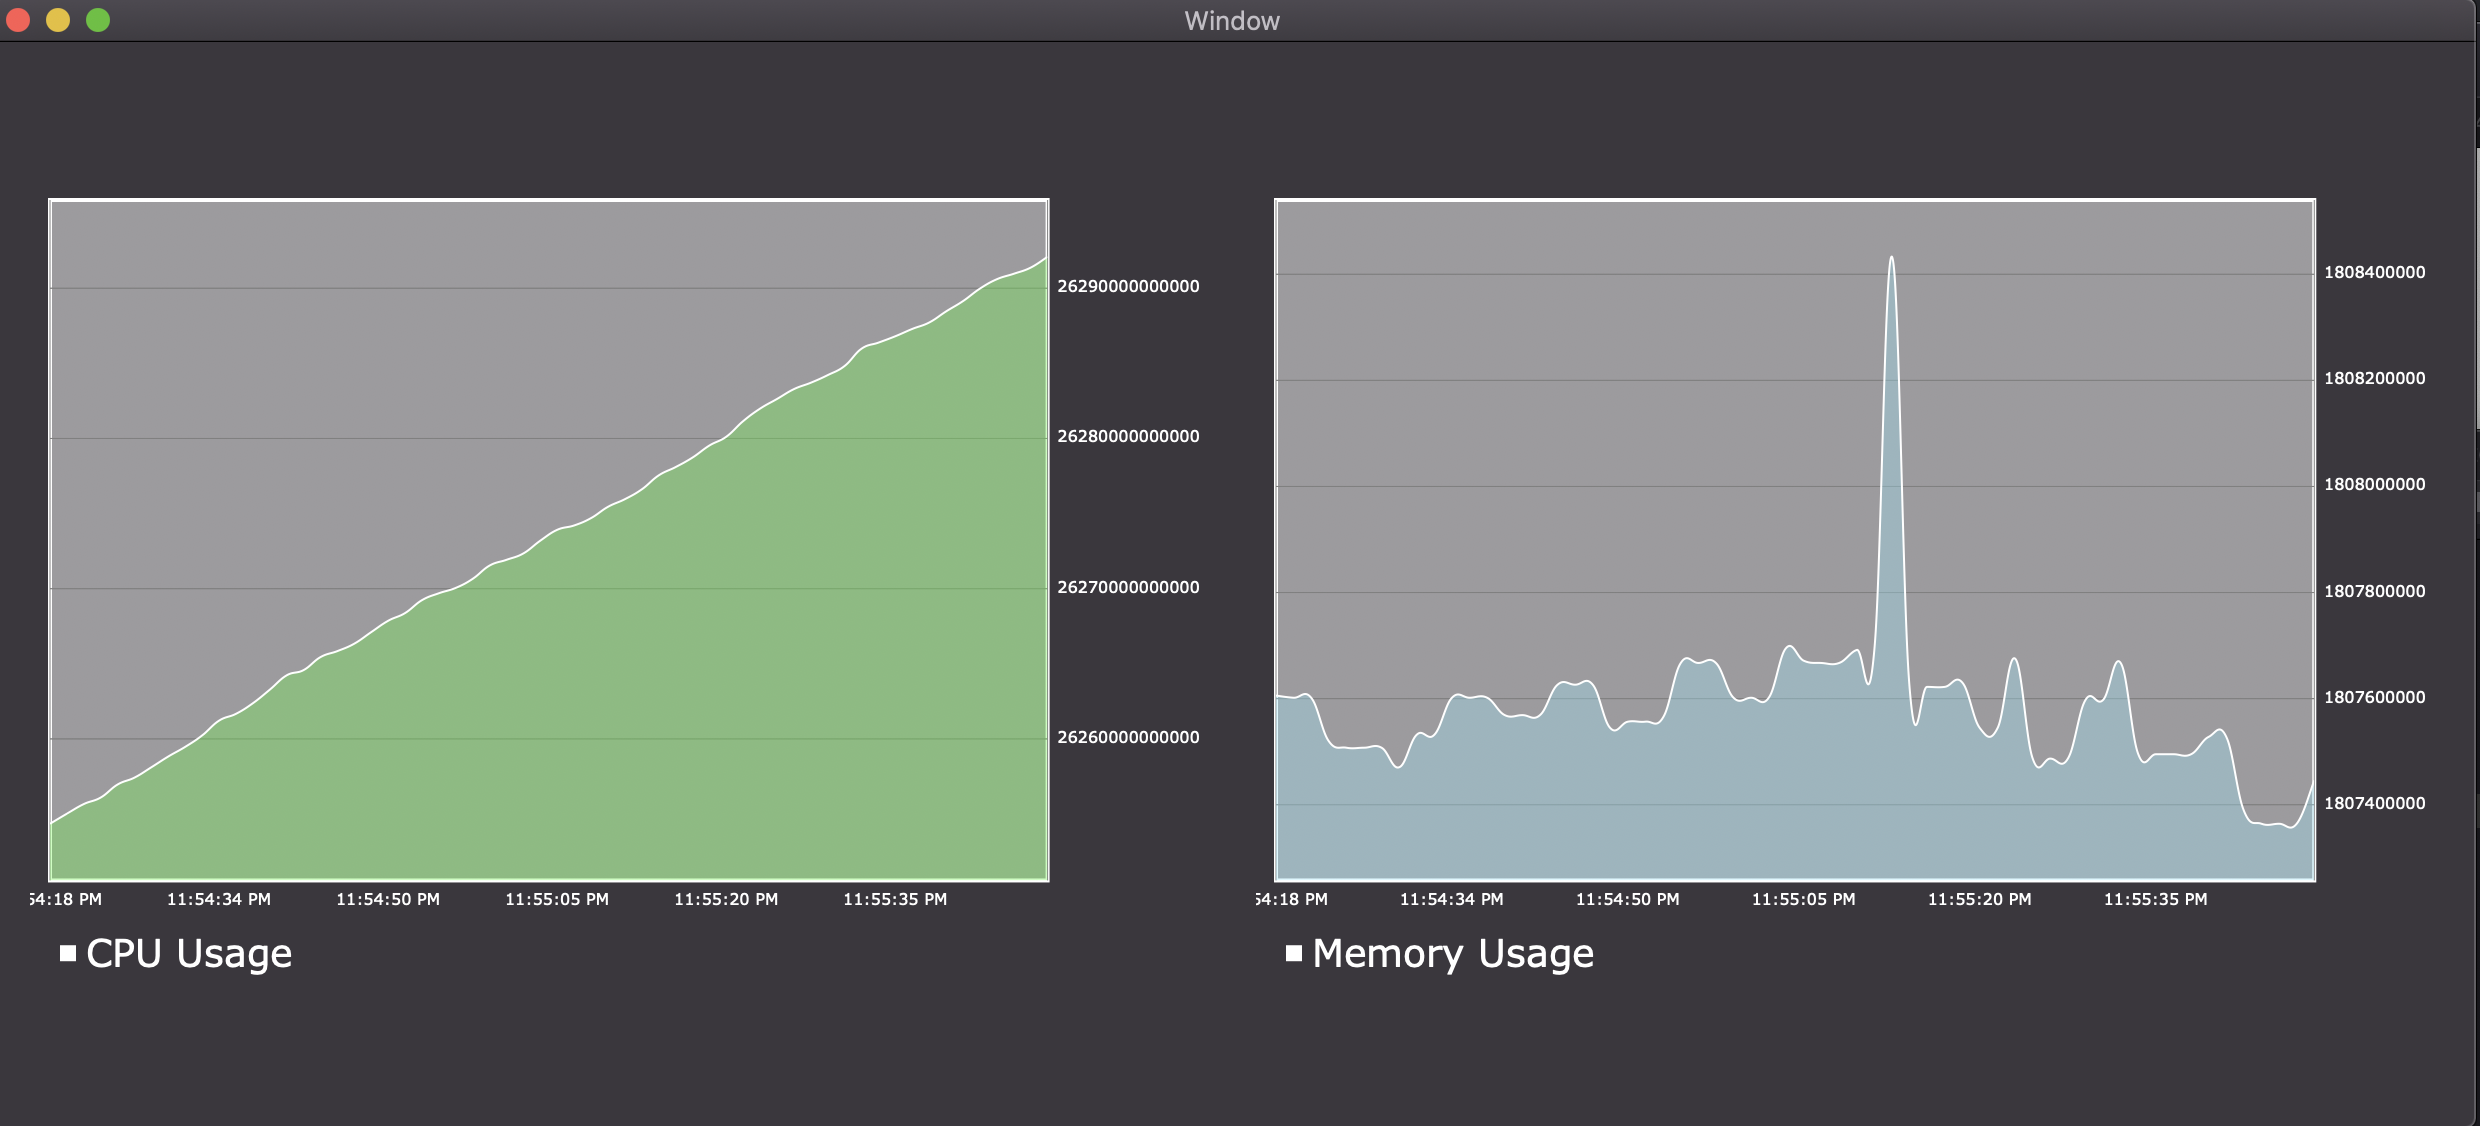 Window
26290000000000
26280000000000
26270000000000
26260000000000
54:18 PM
11:54:34 PM
11:54:50 PM
11:55:05 PM
11:55:20 PM
11:55:35 PM
CPU Usage
1808400000
1808200000
1808000000
1807800000
1807600000
1807400000
54:18 PM
11:54:34 PM
11:54:50 PM
11:55:05 PM
11:55:20 PM
11:55:35 PM
Memory Usage